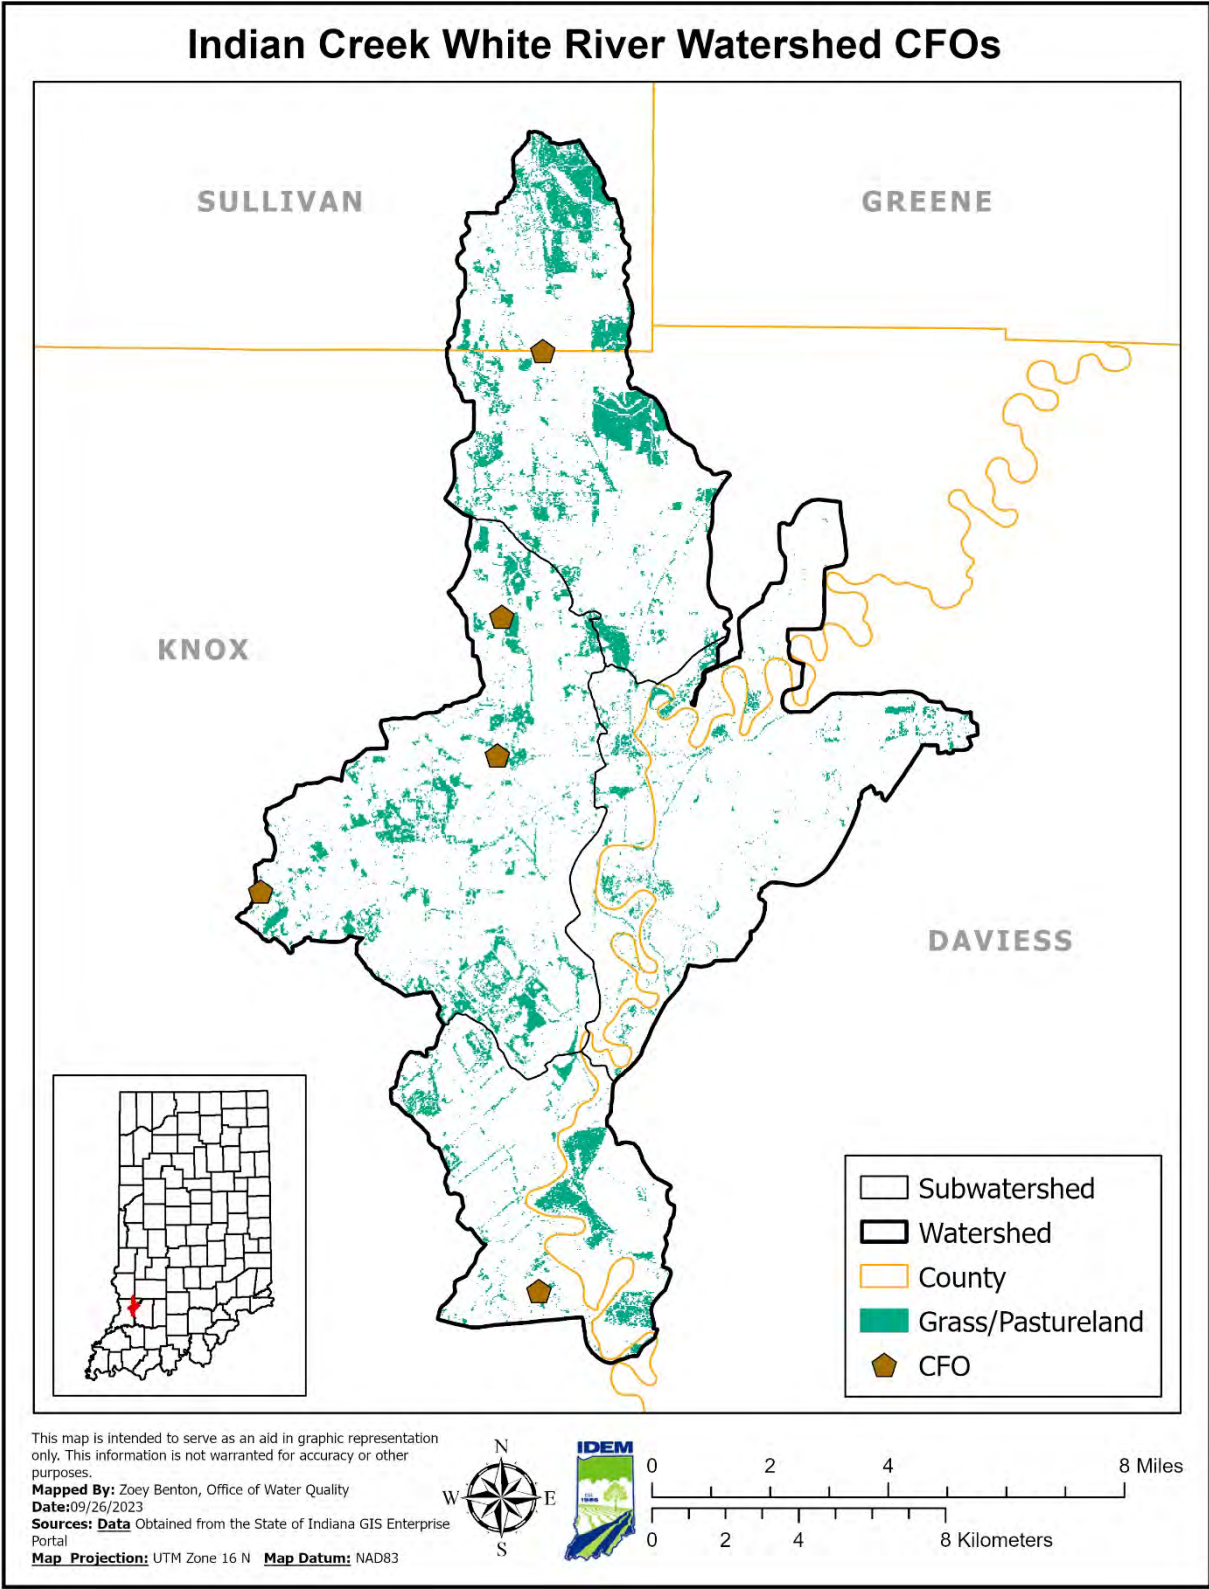 Indian Creek White River Watershed CFOs
SULLIVAN
GREENE
KNOX
DAVIESS
Subwatershed
Watershed
County
Grass/Pastureland
CFO
This map is intended to serve as an aid in graphic representation
only. This information is not warranted for accuracy or other
purposes.
Mapped By: Zoey Benton, Office of Water Quality
Date:09/26/2023
Sources: Data Obtained from the State of Indiana GIS Enterprise
Portal
Map Projection: UTM Zone 16 N Map Datum: NAD83
N
W E
S
IDEM
EST.
1986
0 2 4 8 Miles
0 2 4 8 Kilometers